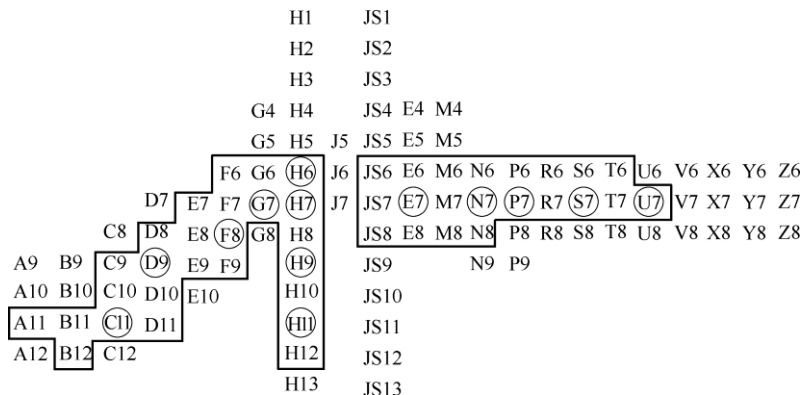 H1 JS1
H2 JS2
H3 JS3
G4 H4 JS4 E4 M4
G5 H5 J5 JS5 E5 M5
F6 G6 H6 J6 JS6 E6 M6 N6 P6 R6 S6 T6 U6 V6 X6 Y6 Z6
D7 E7 F7 G7 H7 J7 JS7 E7 M7 N7 P7 R7 S7 T7 U7 V7 X7 Y7 Z7
C8 D8 E8 F8 G8 H8 JS8 E8 M8 N8 P8 R8 S8 T8 U8 V8 X8 Y8 Z8
A9 B9 C9 D9 E9 F9 H9 JS9 N9 P9
A10 B10 C10 D10 E10 H10 JS10
A11 B11 C11 D11 H11 JS11
A12 B12 C12 H12 JS12
H13 JS13